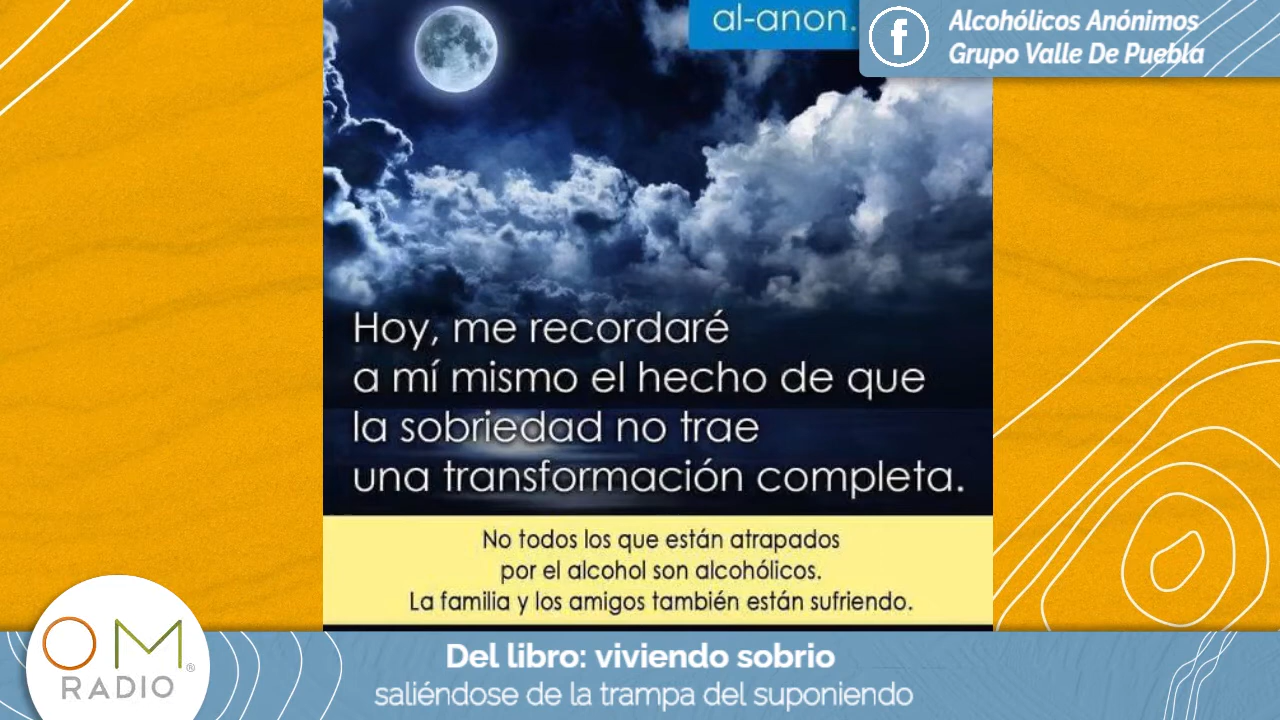 al-anon.
Alcohólicos Anónimos
Grupo Valle De Puebla
Hoy, me recordaré
a mí mismo el hecho de que
la sobriedad no trae
una transformación completa.
No todos los que están atrapados
por el alcohol son alcohólicos.
La familia y los amigos también están sufriendo.
OM®
RADIO
Del libro: viviendo sobrio
saliéndose de la trampa del suponiendo